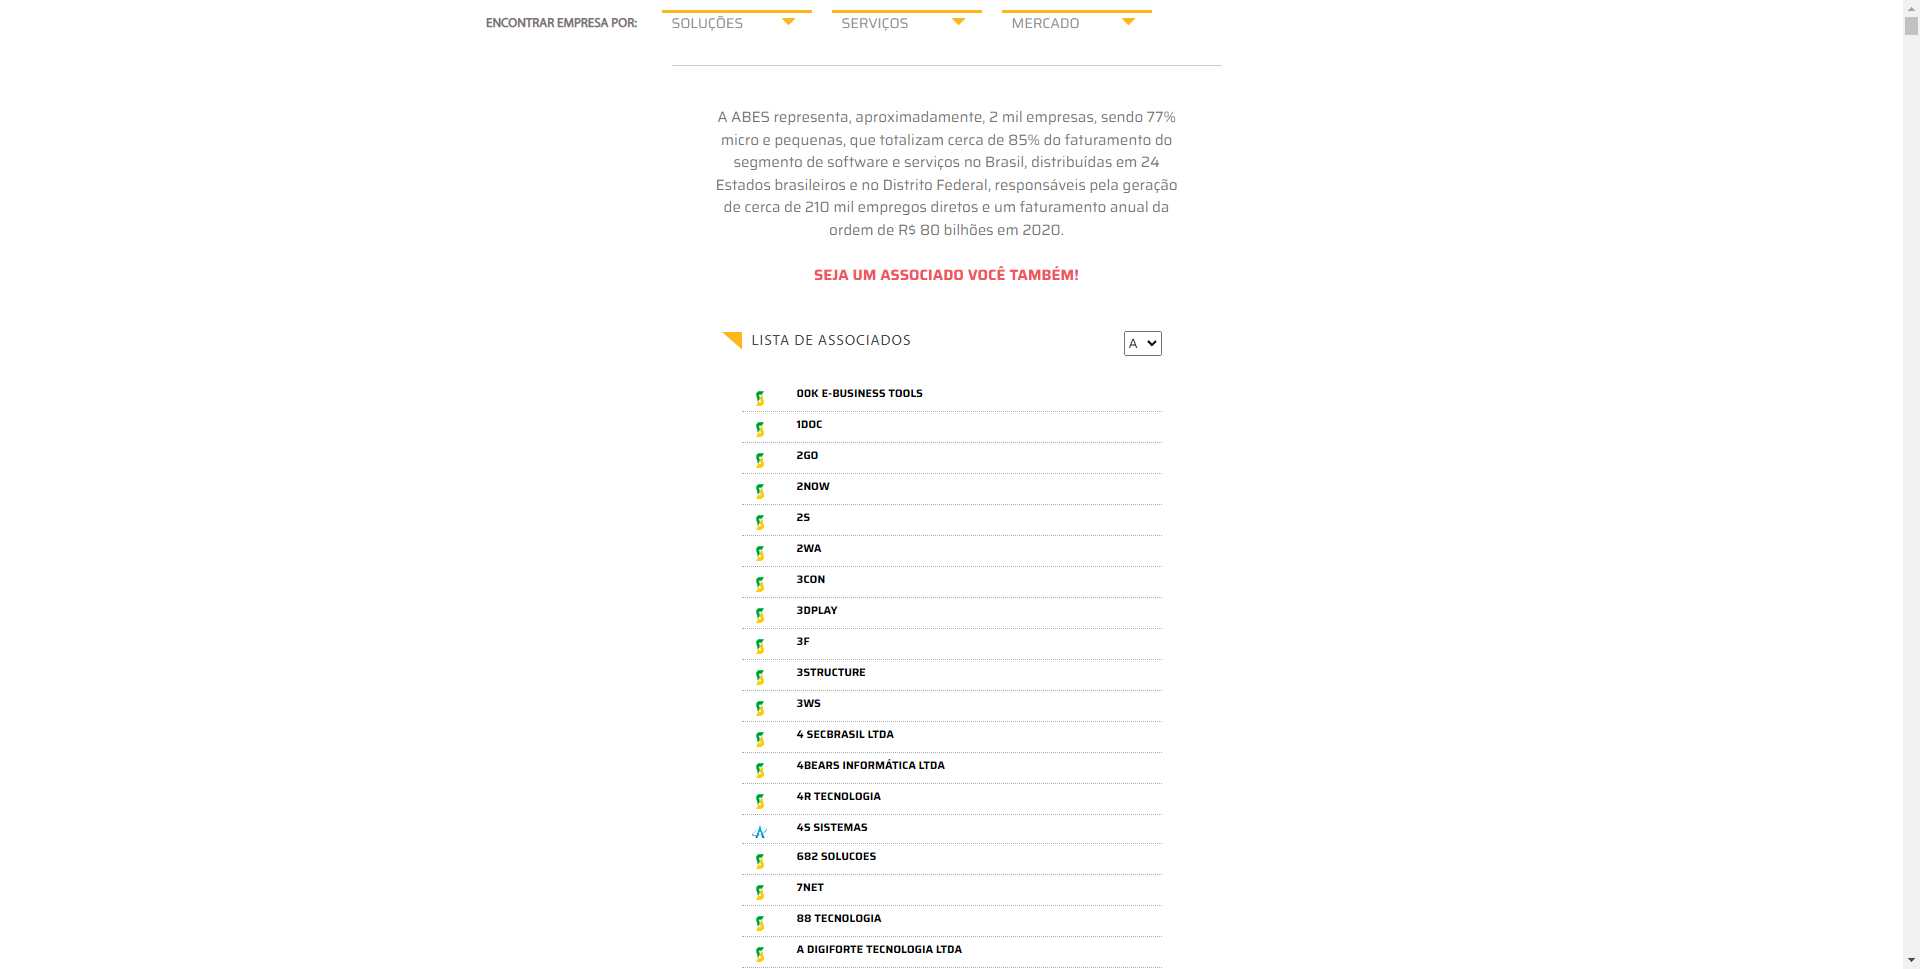 ENCONTRAR EMPRESA POR: SOLUÇÕES SERVIÇOS MERCADO
A ABES representa, aproximadamente, 2 mil empresas, sendo 77%
micro e pequenas, que totalizam cerca de 85% do faturamento do
segmento de software e serviços no Brasil, distribuídas em 24
Estados brasileiros e no Distrito Federal, responsáveis pela geração
de cerca de 210 mil empregos diretos e um faturamento anual da
ordem de R$ 80 bilhões em 2020.
SEJA UM ASSOCIADO VOCÊ TAMBÉM!
LISTA DE ASSOCIADOS A
00K E-BUSINESS TOOLS
1DOC
2GO
2NOW
2S
2WA
3CON
3DPLAY
3F
3STRUCTURE
3WS
4 SECBRASIL LTDA
4BEARS INFORMÁTICA LTDA
4R TECNOLOGIA
4S SISTEMAS
682 SOLUCOES
7NET
88 TECNOLOGIA
A DIGIFORTE TECNOLOGIA LTDA